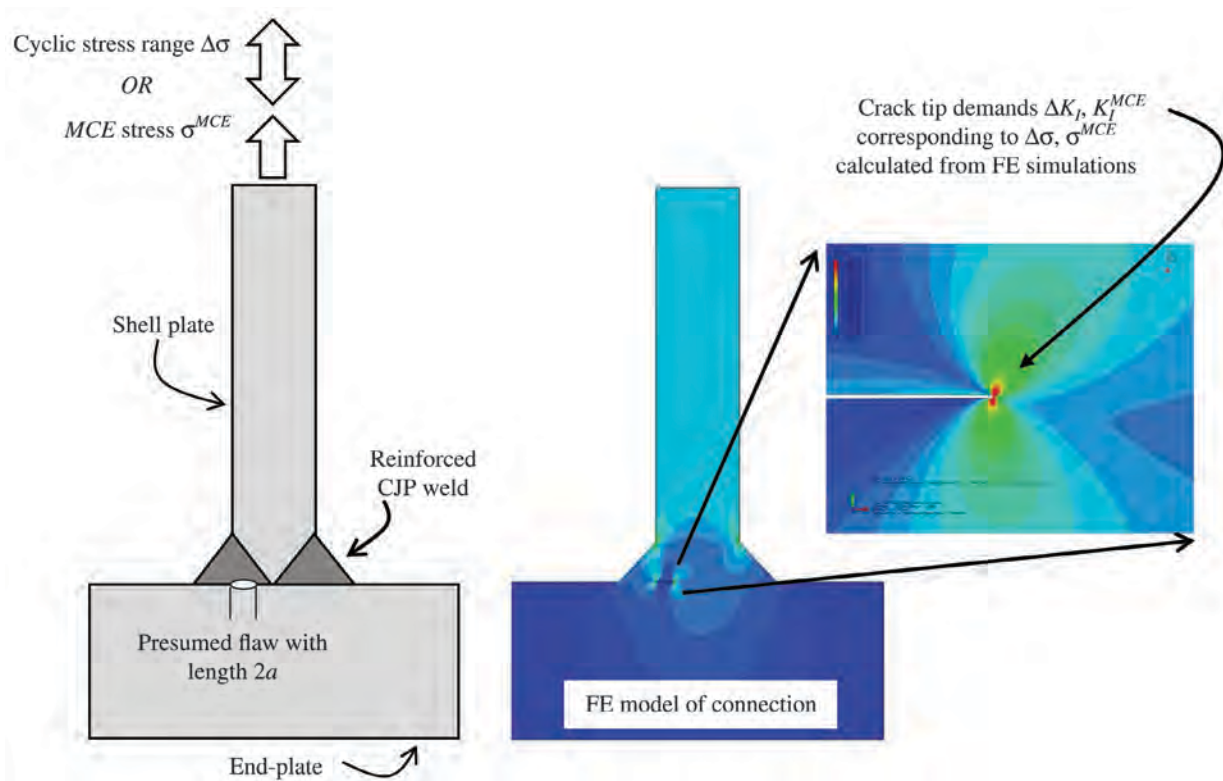 Cyclic stress range Δσ
OR
MCE stress σ^MCE
Shell plate
Reinforced
CJP weld
Presumed flaw with
length 2a
End-plate
Crack tip demands ΔK_I, K_I^MCE
corresponding to Δσ, σ^MCE
calculated from FE simulations
FE model of connection